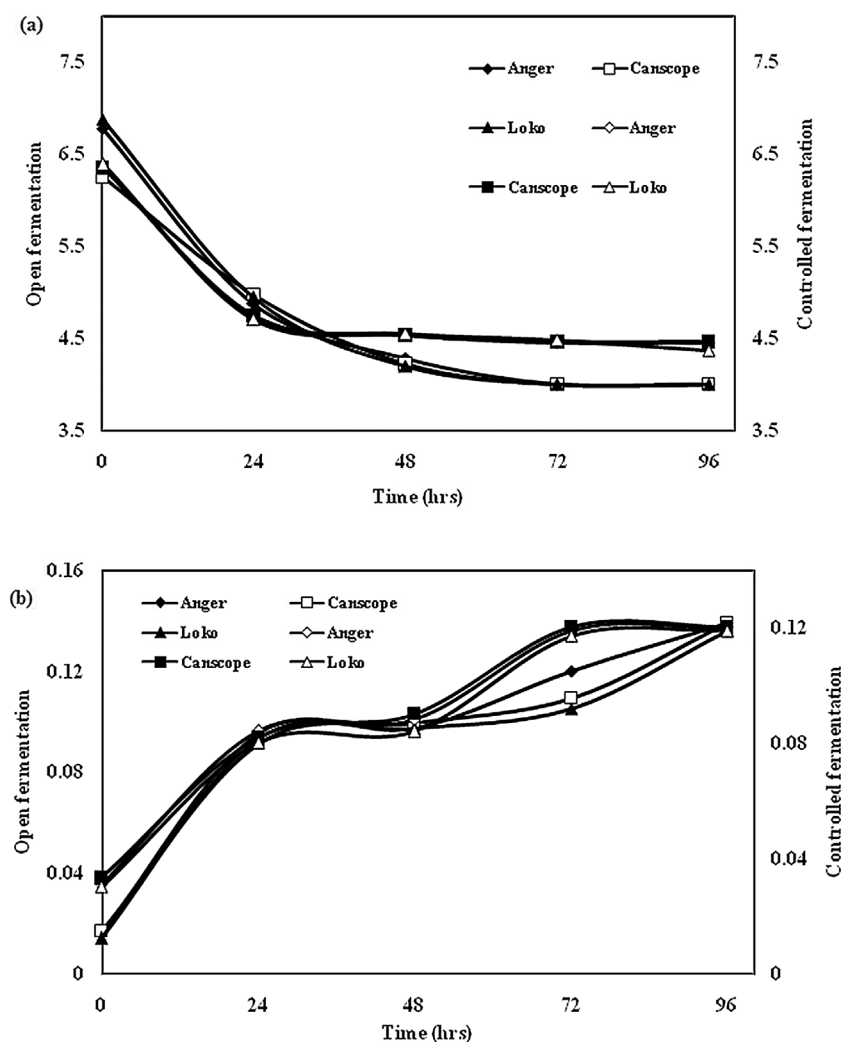 (a)
7.5
6.5
5.5
4.5
3.5
Open fermentation
Anger
Canscope
Loko
Anger
Canscope
Loko
7.5
6.5
5.5
4.5
3.5
Controlled fermentation
0 24 48 72 96
Time (hrs)
(b)
0.16
0.12
0.08
0.04
0
Open fermentation
Anger
Canscope
Loko
Anger
Canscope
Loko
0.12
0.08
0.04
0
Controlled fermentation
0 24 48 72 96
Time (hrs)